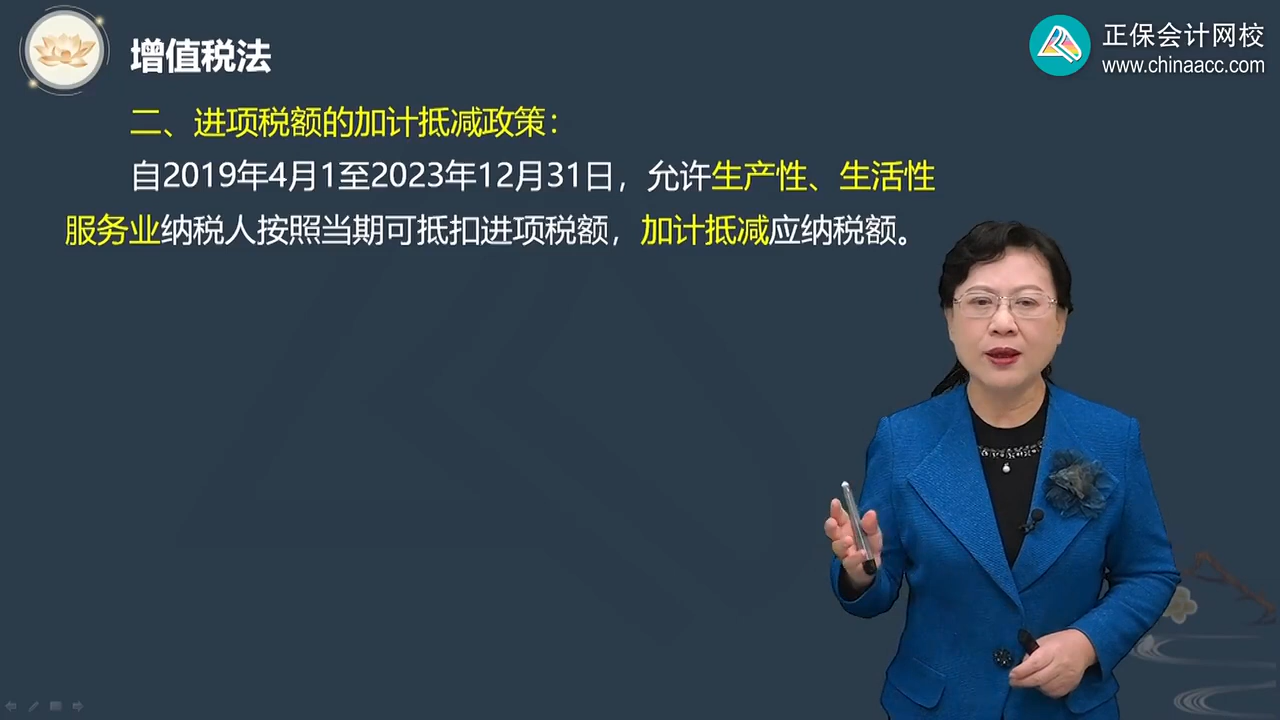 增值税法
正保会计网校
www.chinaacc.com
二、进项税额的加计抵减政策：
自2019年4月1至2023年12月31日，允许生产性、生活性
服务业纳税人按照当期可抵扣进项税额，加计抵减应纳税额。